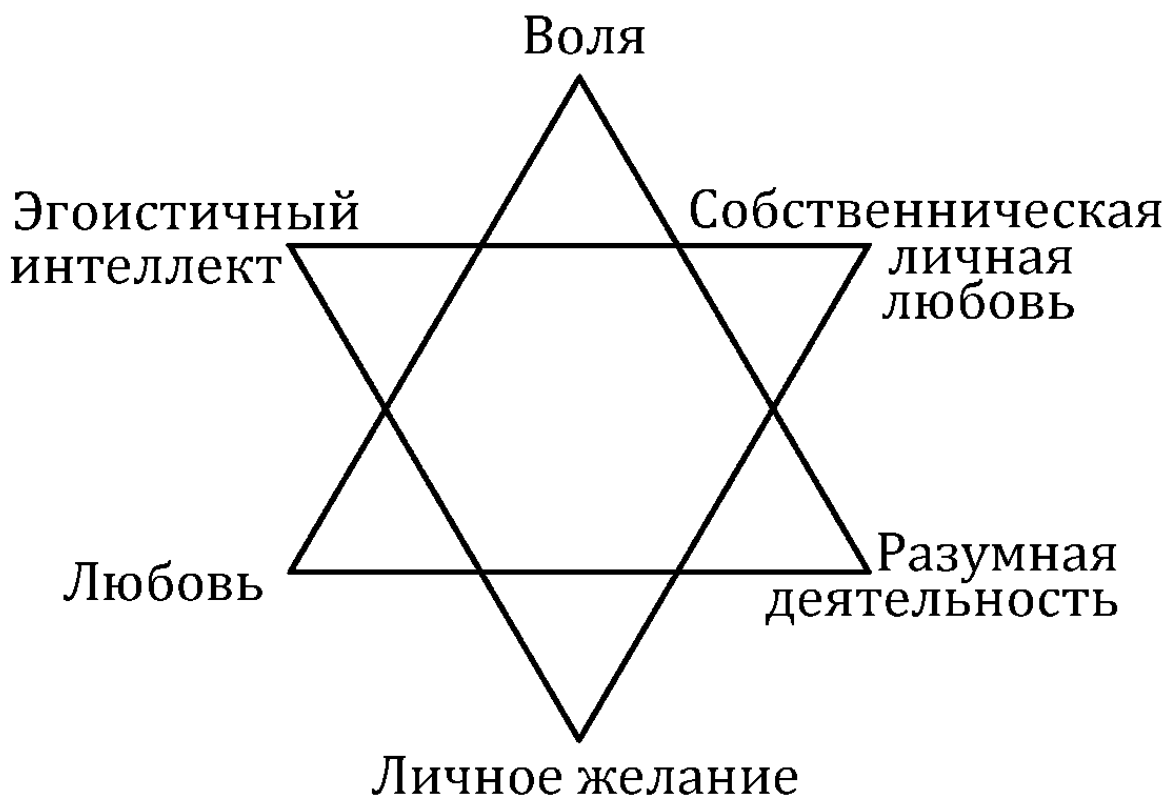 Воля
Эгоистичный
интеллект
Собственническая
личная
любовь
Любовь
Разумная
деятельность
Личное желание